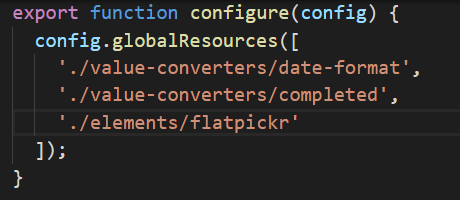 export function configure(config) {
  config.globalResources([
    './value-converters/date-format',
    './value-converters/completed',
    './elements/flatpickr'
  ]);
}